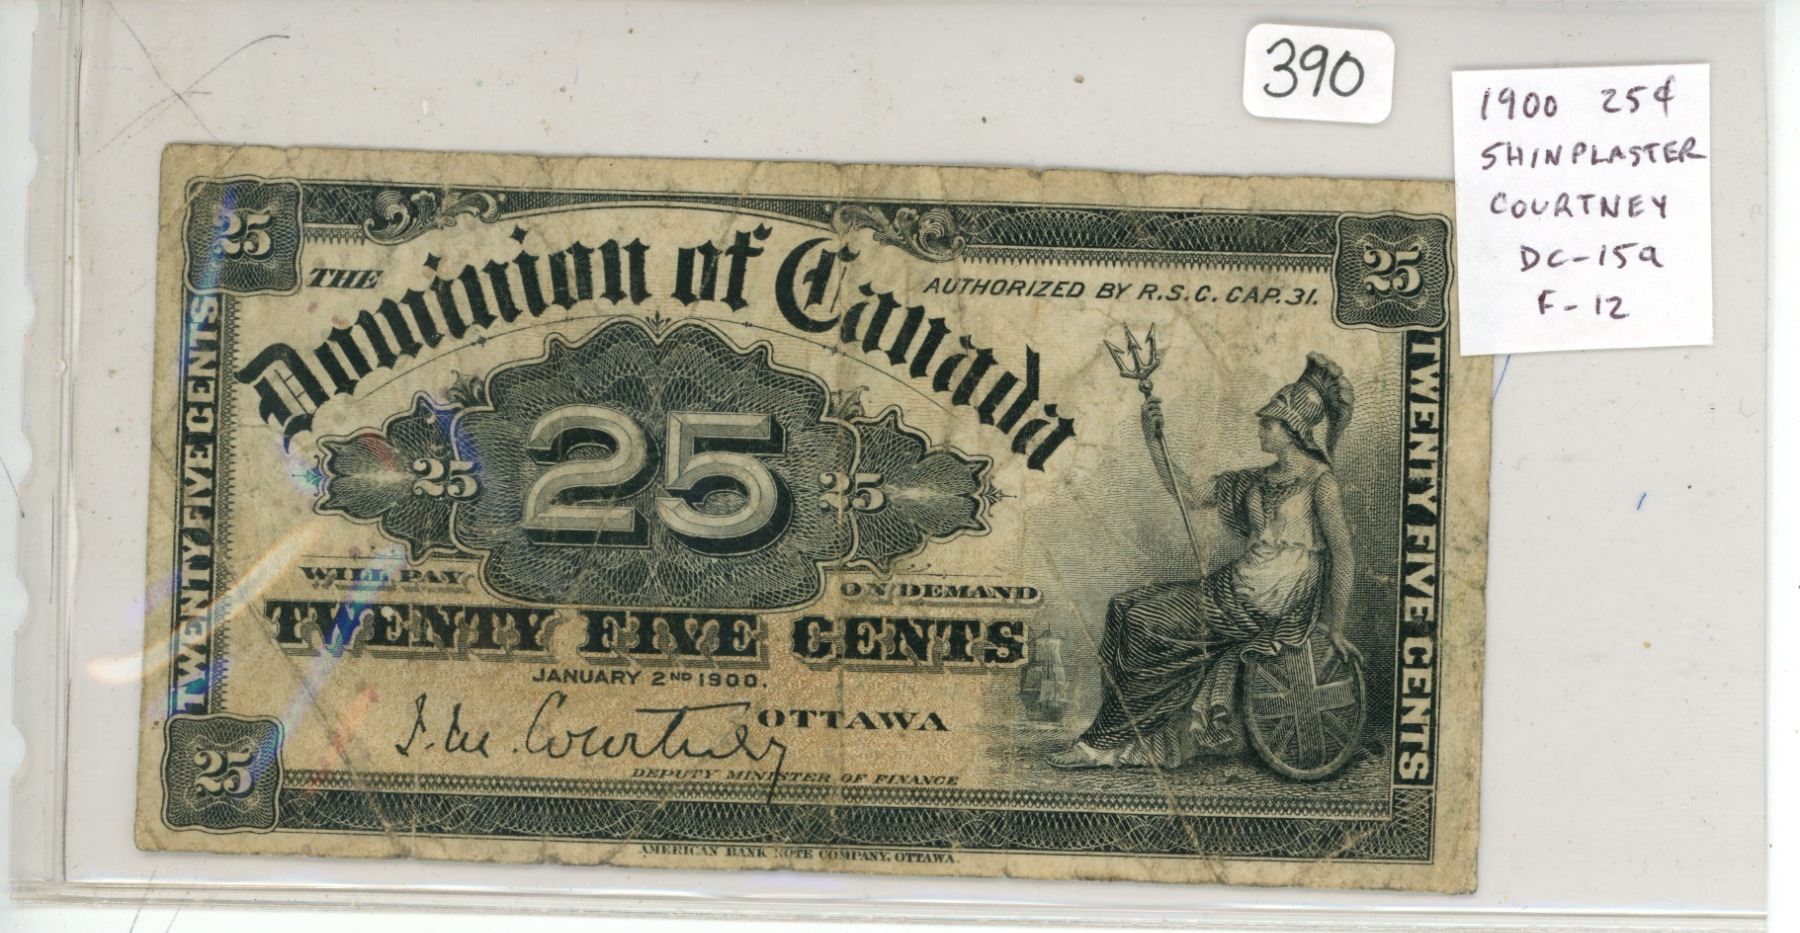 390
1900 25¢
SHINPLASTER
COURTNEY
DC-15a
F-12
25
25
THE
Dominion of Canada
AUTHORIZED BY R.S.C. CAP. 31.
TWENTY FIVE CENTS
TWENTY FIVE CENTS
25
25
25
WILL PAY
ON DEMAND
TWENTY FIVE CENTS
JANUARY 2ND 1900.
J. M. Courtney
OTTAWA
DEPUTY MINISTER OF FINANCE
25
AMERICAN BANK NOTE COMPANY, OTTAWA.